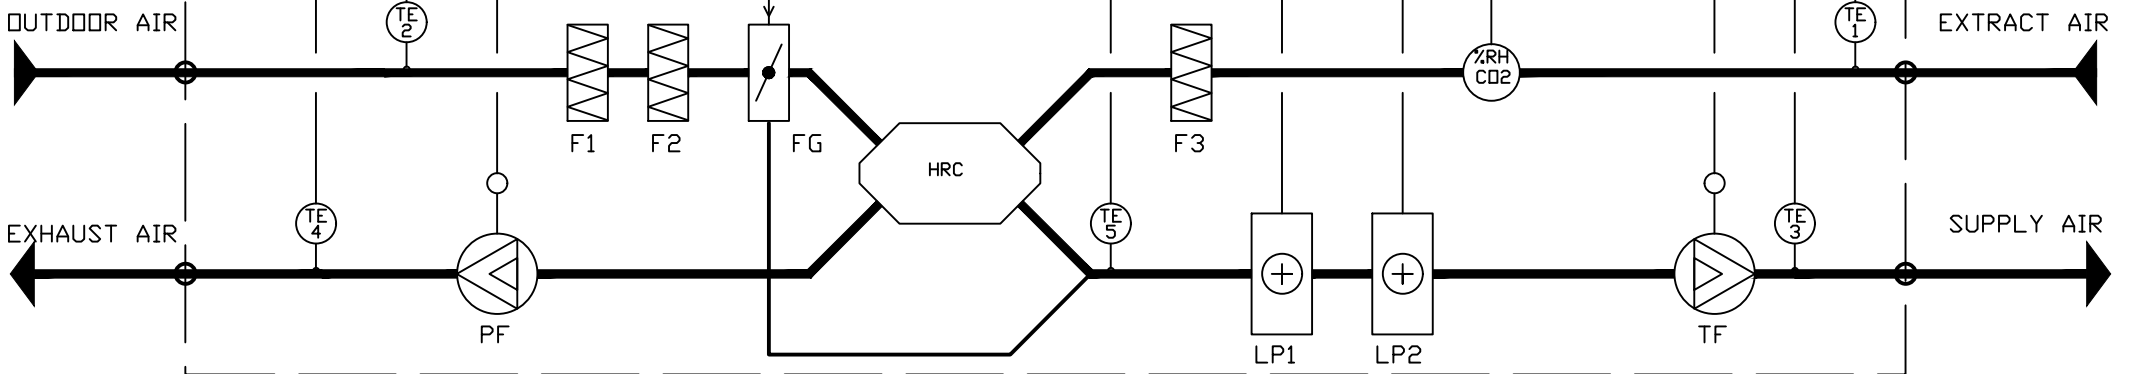 OUTDOOR AIR
TE
2
TE
1
EXTRACT AIR
%RH
CO2
F1
F2
FG
F3
HRC
EXHAUST AIR
TE
4
TE
5
TE
3
SUPPLY AIR
PF
TF
LP1
LP2